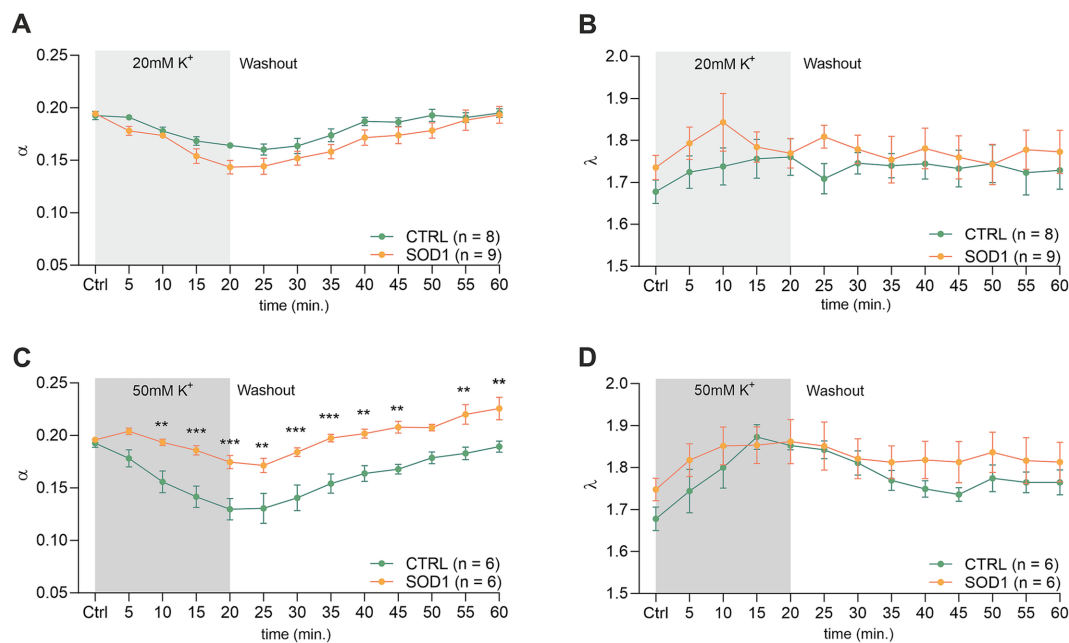 A
0.25
0.20
0.15
0.10
0.05
α
20mM K⁺
Washout
CTRL (n = 8)
SOD1 (n = 9)
Ctrl 5 10 15 20 25 30 35 40 45 50 55 60
time (min.)
B
2.0
1.9
1.8
1.7
1.6
1.5
λ
20mM K⁺
Washout
CTRL (n = 8)
SOD1 (n = 9)
Ctrl 5 10 15 20 25 30 35 40 45 50 55 60
time (min.)
C
0.25
0.20
0.15
0.10
0.05
α
50mM K⁺
Washout
** *** *** ** *** *** ** ** ** **
CTRL (n = 6)
SOD1 (n = 6)
Ctrl 5 10 15 20 25 30 35 40 45 50 55 60
time (min.)
D
2.0
1.9
1.8
1.7
1.6
1.5
λ
50mM K⁺
Washout
CTRL (n = 6)
SOD1 (n = 6)
Ctrl 5 10 15 20 25 30 35 40 45 50 55 60
time (min.)